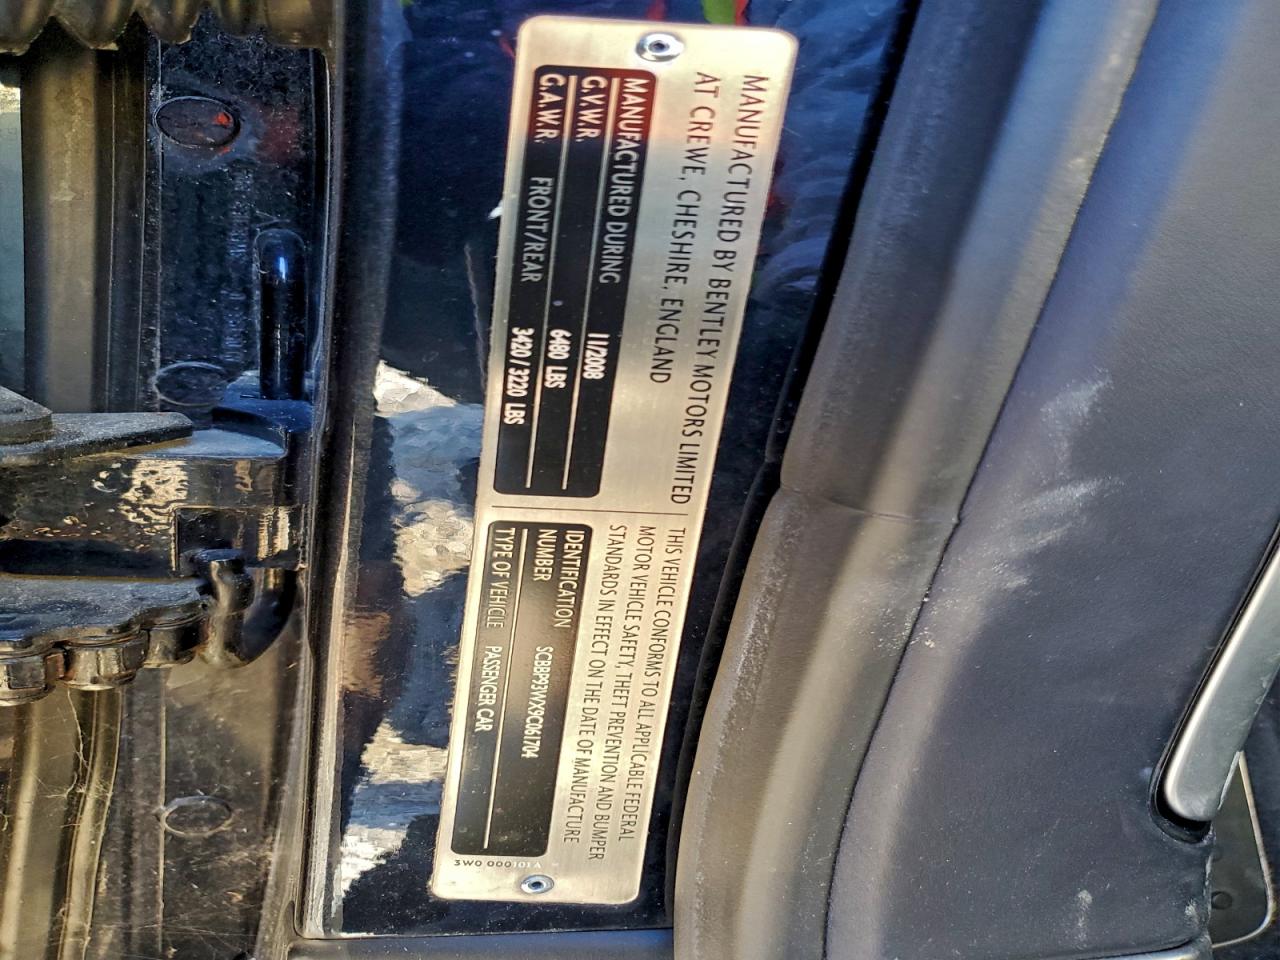 MANUFACTURED BY BENTLEY MOTORS LIMITED
AT CREWE, CHESHIRE, ENGLAND
MANUFACTURED DURING 11/2008
G.V.W.R. 6480 LBS
G.A.W.R. FRONT/REAR 3420 / 3220 LBS
THIS VEHICLE CONFORMS TO ALL APPLICABLE FEDERAL
MOTOR VEHICLE SAFETY, THEFT PREVENTION AND BUMPER
STANDARDS IN EFFECT ON THE DATE OF MANUFACTURE
IDENTIFICATION
NUMBER SCBBP93WX9C061704
TYPE OF VEHICLE PASSENGER CAR
3W0 000 101 A